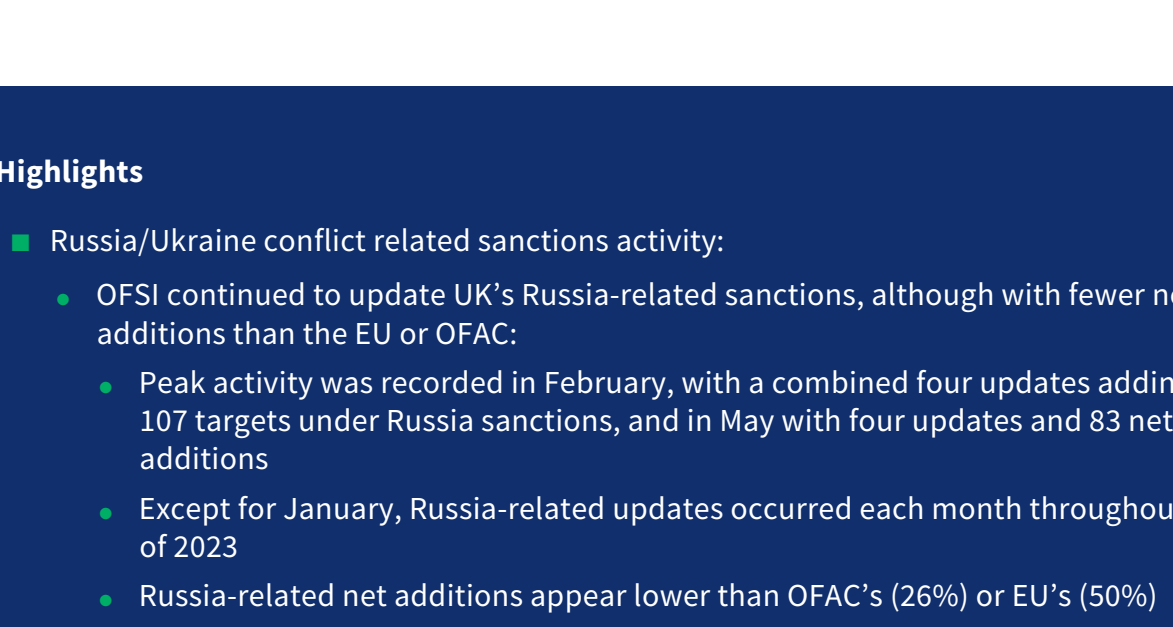 Highlights
Russia/Ukraine conflict related sanctions activity:
OFSI continued to update UK’s Russia-related sanctions, although with fewer
additions than the EU or OFAC:
Peak activity was recorded in February, with a combined four updates
107 targets under Russia sanctions, and in May with four updates and 83 net
additions
Except for January, Russia-related updates occurred each month
of 2023
Russia-related net additions appear lower than OFAC’s (26%) or EU’s (50%)